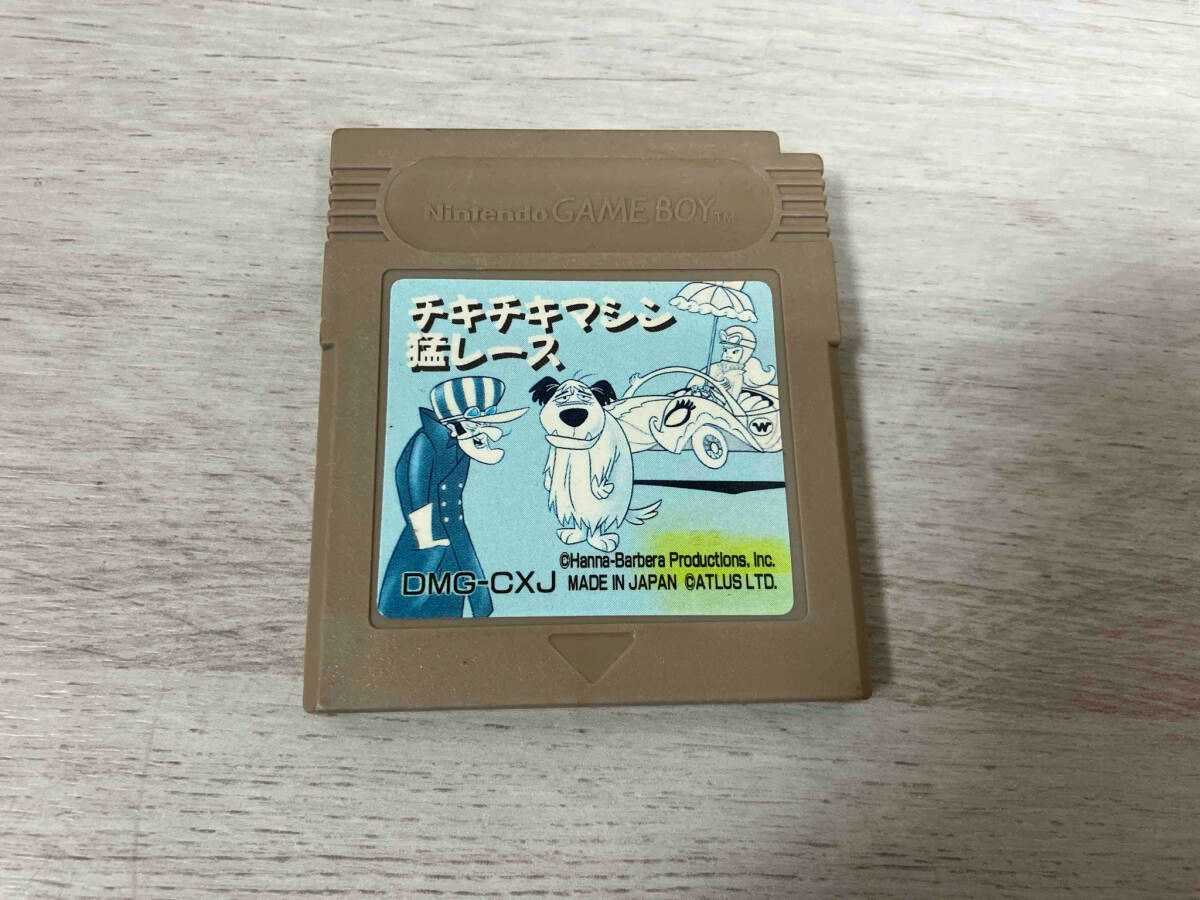 Nintendo GAME BOY TM
チキチキマシン
猛レース
W
©Hanna-Barbera Productions, Inc.
DMG-CXJ MADE IN JAPAN ©ATLUS LTD.